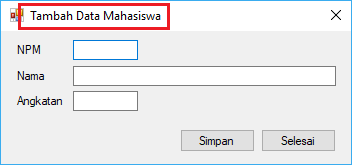 Tambah Data Mahasiswa
NPM
Nama
Angkatan
Simpan Selesai